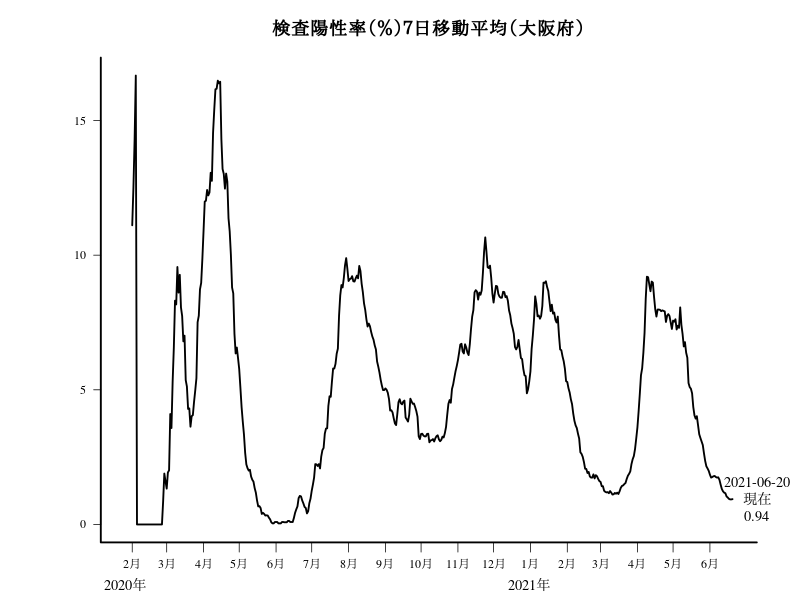 検査陽性率(%)7日移動平均(大阪府)
15
10
5
0
2021-06-20
現在
0.94
2月 3月 4月 5月 6月 7月 8月 9月 10月 11月 12月 1月 2月 3月 4月 5月 6月
2020年 2021年